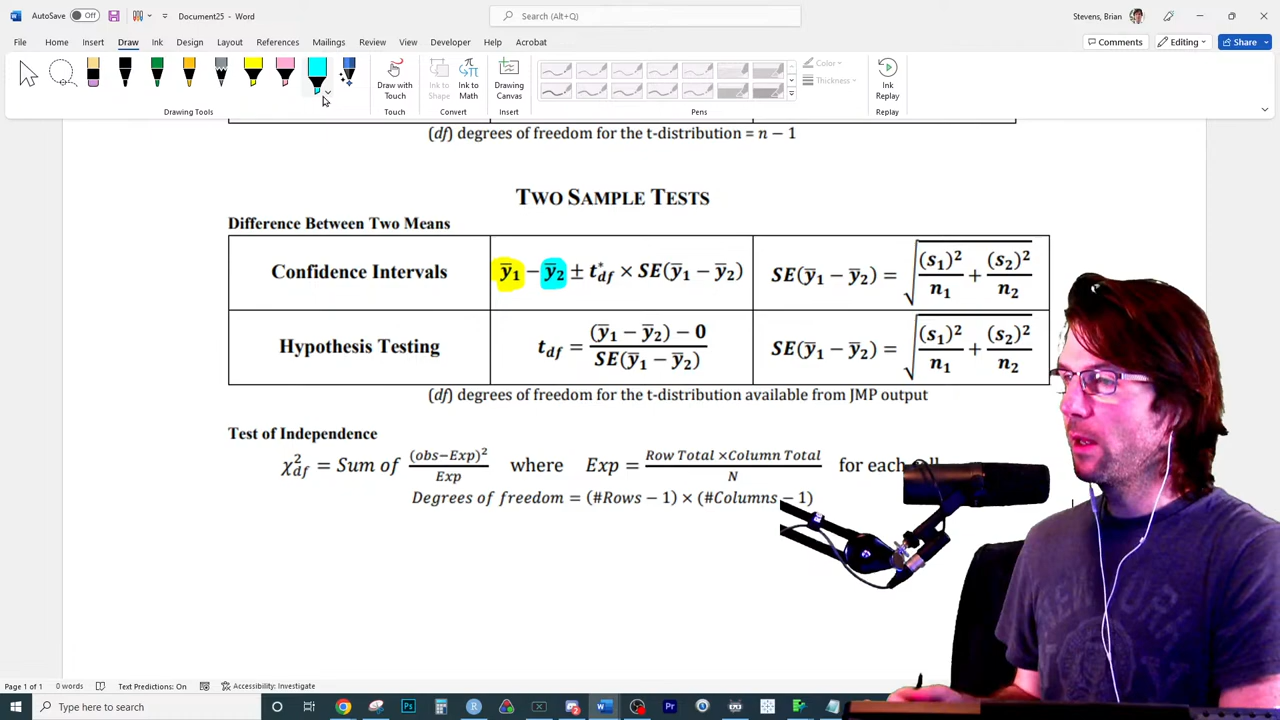 AutoSave Off Document25 - Word Search (Alt+Q) Stevens, Brian
File Home Insert Draw Ink Design Layout References Mailings Review View Developer Help Acrobat Comments Editing Share
Draw with Touch Ink to Shape Ink to Math Drawing Canvas Color Thickness Ink Replay
Drawing Tools Touch Convert Insert Pens Replay
(df) degrees of freedom for the t-distribution = n − 1
TWO SAMPLE TESTS
Difference Between Two Means
Confidence Intervals ȳ₁ − ȳ₂ ± t*df × SE(ȳ₁ − ȳ₂) SE(ȳ₁ − ȳ₂) = √((s₁)²/n₁ + (s₂)²/n₂)
Hypothesis Testing tdf = (ȳ₁ − ȳ₂) − 0 / SE(ȳ₁ − ȳ₂) SE(ȳ₁ − ȳ₂) = √((s₁)²/n₁ + (s₂)²/n₂)
(df) degrees of freedom for the t-distribution available from JMP output
Test of Independence
χ²df = Sum of (obs−Exp)²/Exp where Exp = Row Total ×Column Total/N for each
Degrees of freedom = (#Rows − 1) × (#Columns − 1)
Page 1 of 1 0 words Text Predictions: On Accessibility: Investigate
Type here to search